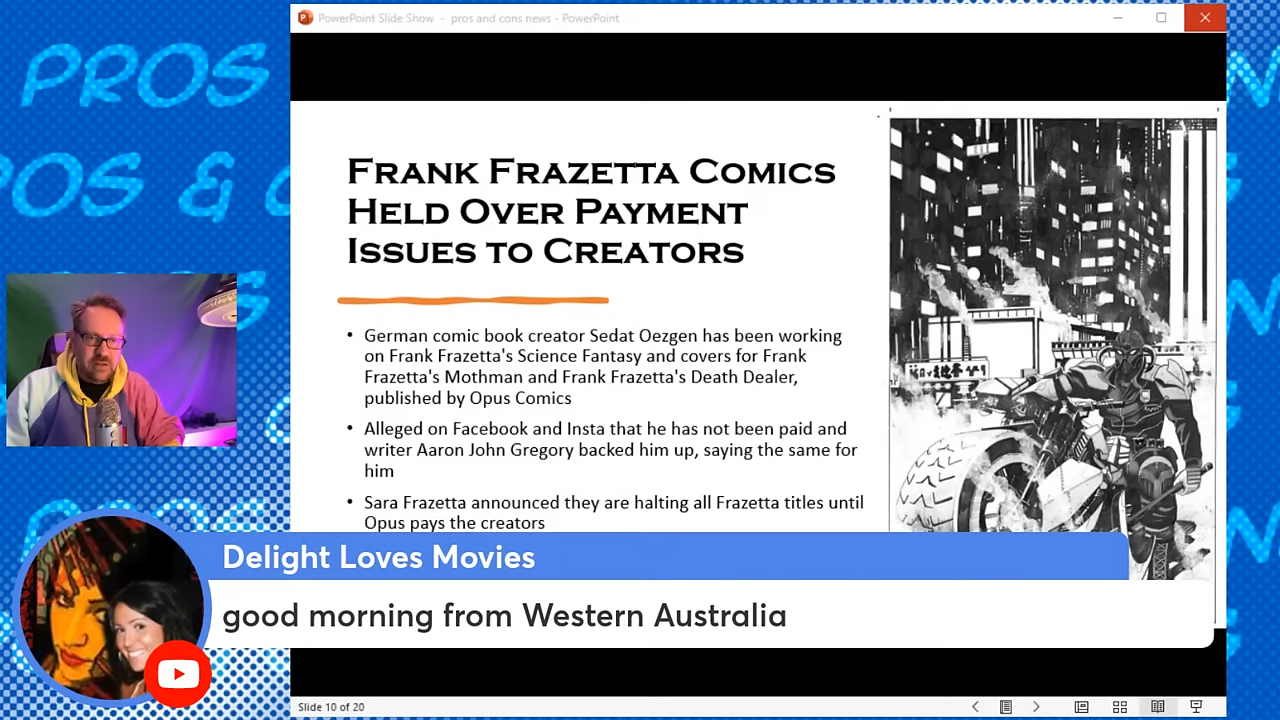 PowerPoint Slide Show - pros and cons news - PowerPoint
PROS
POS & C
FRANK FRAZETTA COMICS
HELD OVER PAYMENT
ISSUES TO CREATORS
• German comic book creator Sedat Oezgen has been working
on Frank Frazetta's Science Fantasy and covers for Frank
Frazetta's Mothman and Frank Frazetta's Death Dealer,
published by Opus Comics
• Alleged on Facebook and Insta that he has not been paid and
writer Aaron John Gregory backed him up, saying the same for
him
• Sara Frazetta announced they are halting all Frazetta titles until
Opus pays the creators
Delight Loves Movies
good morning from Western Australia
Slide 10 of 20